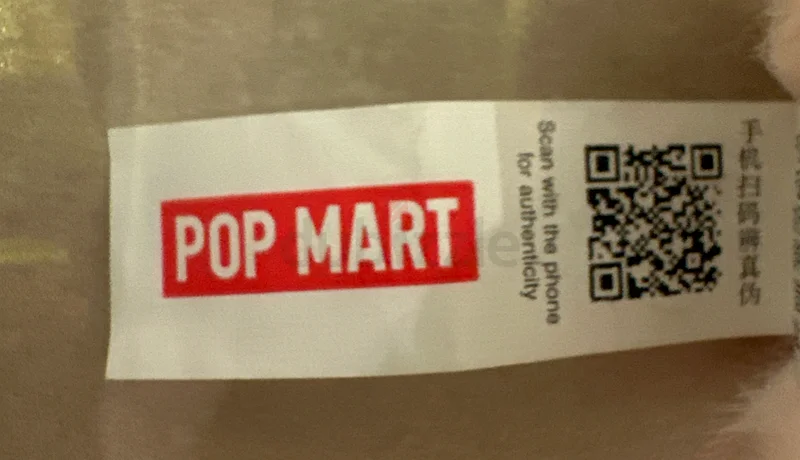 POP MART
Scan with the phone
for authenticity
手机扫码辨真伪